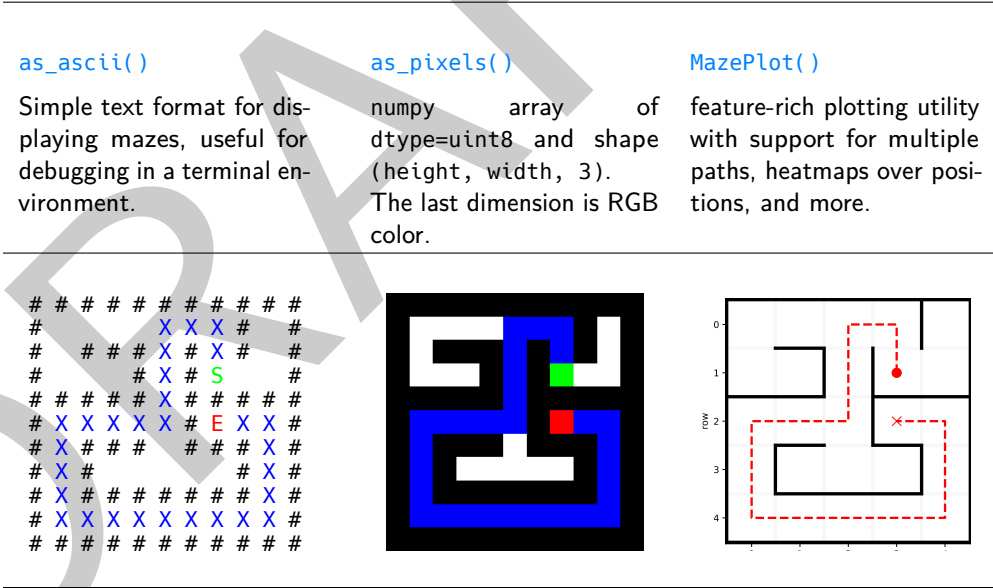 as_ascii()
Simple text format for dis-
playing mazes, useful for
debugging in a terminal en-
vironment.
as_pixels()
numpy array of
dtype=uint8 and shape
(height, width, 3).
The last dimension is RGB
color.
MazePlot()
feature-rich plotting utility
with support for multiple
paths, heatmaps over posi-
tions, and more.
# # # # # # # # # # #
#         X X X #   #
#   # # # X # X #   #
#       # X # S     #
# # # # # X # # # # #
# X X X X X # E X X #
# X # # #   # # # X #
# X #           # X #
# X # # # # # # # X #
# X X X X X X X X X #
# # # # # # # # # # #
0
1
row
2
3
4
DRA